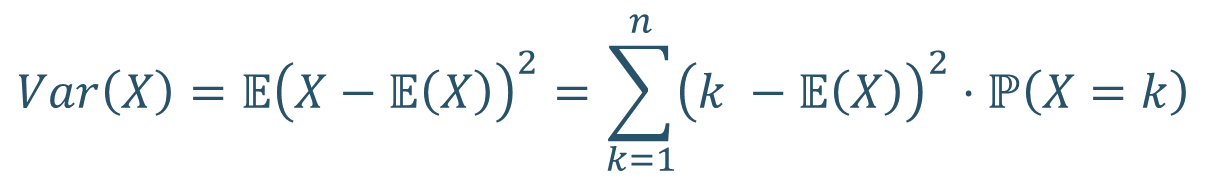 Var(X) = 𝔼(X − 𝔼(X))² = ∑ₖ₌₁ⁿ (k − 𝔼(X))² · ℙ(X = k)